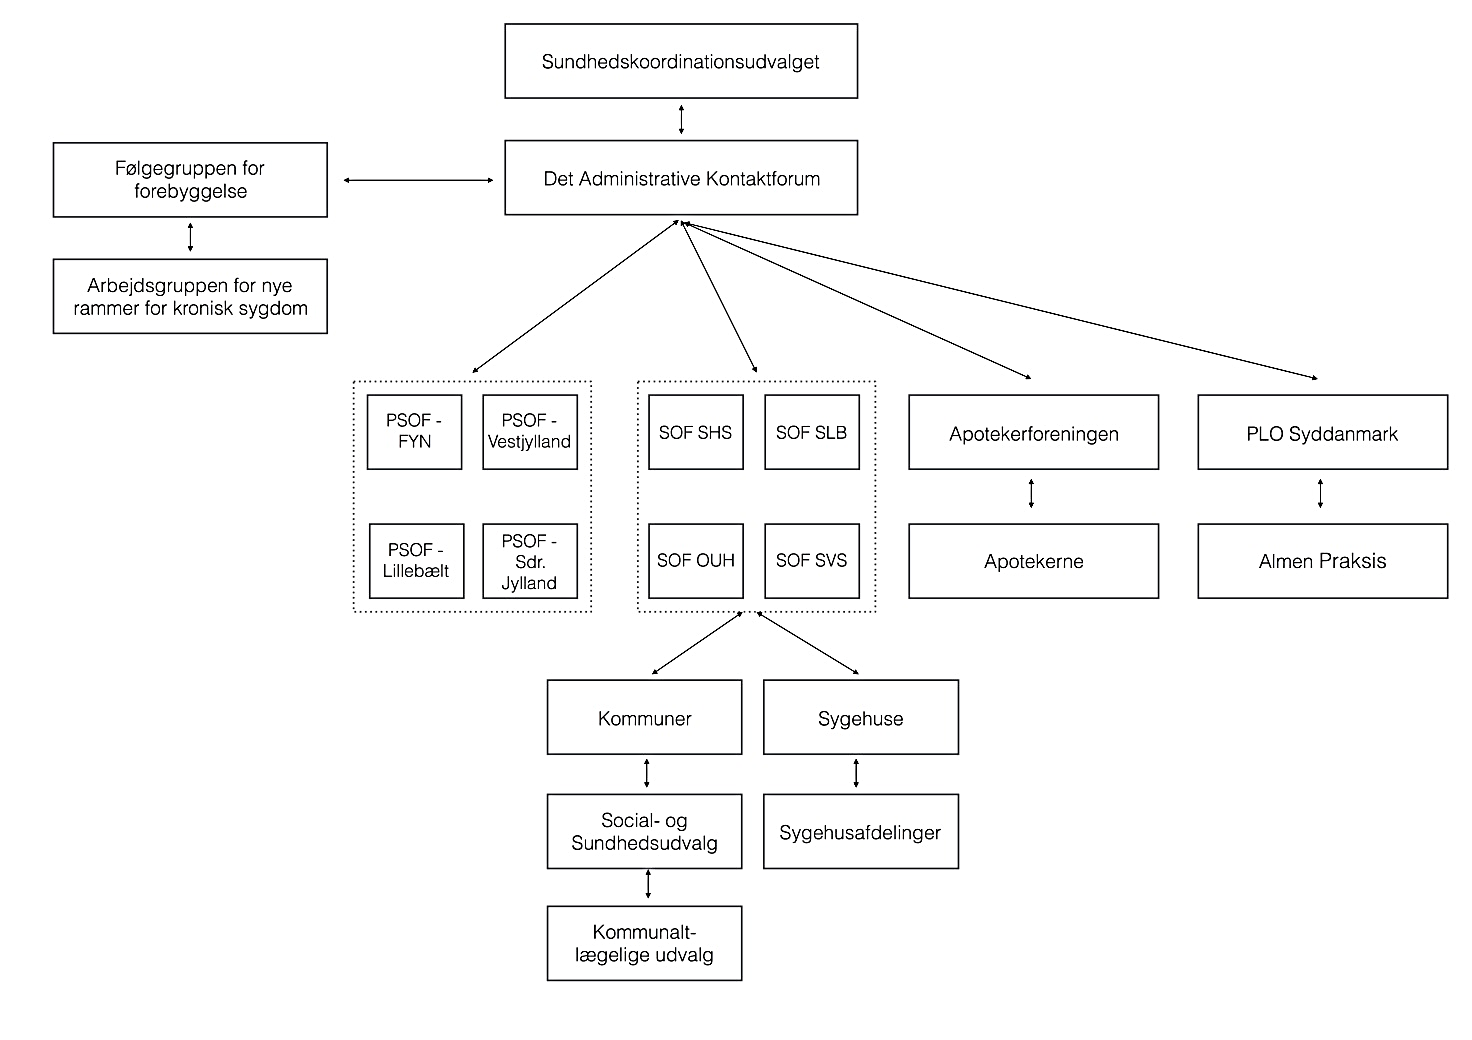 Sundhedskoordinationsudvalget
Det Administrative Kontaktforum
Følgegruppen for
forebyggelse
Arbejdsgruppen for nye
rammer for kronisk sygdom
PSOF -
FYN
PSOF -
Vestjylland
PSOF -
Lillebælt
PSOF -
Sdr.
Jylland
SOF SHS
SOF SLB
SOF OUH
SOF SVS
Apotekerforeningen
Apotekerne
PLO Syddanmark
Almen Praksis
Kommuner
Sygehuse
Social- og
Sundhedsudvalg
Sygehusafdelinger
Kommunalt-
lægelige udvalg